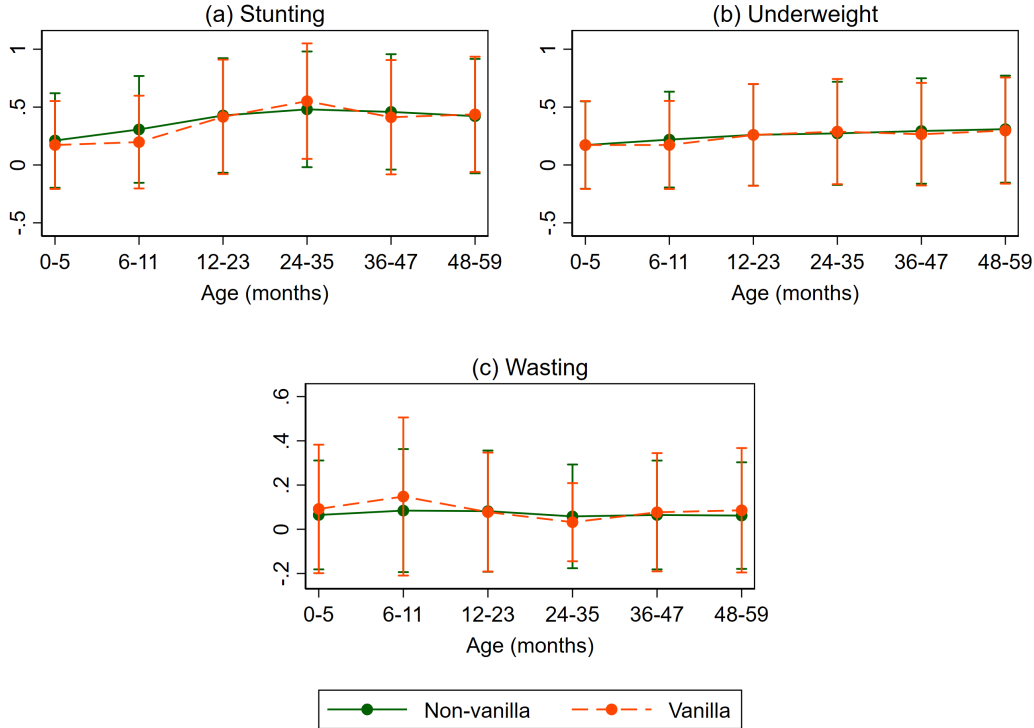 (a) Stunting
1
.5
0
-.5
0-5 6-11 12-23 24-35 36-47 48-59
Age (months)
(b) Underweight
1
.5
0
-.5
0-5 6-11 12-23 24-35 36-47 48-59
Age (months)
(c) Wasting
.6
.4
.2
0
-.2
0-5 6-11 12-23 24-35 36-47 48-59
Age (months)
Non-vanilla Vanilla